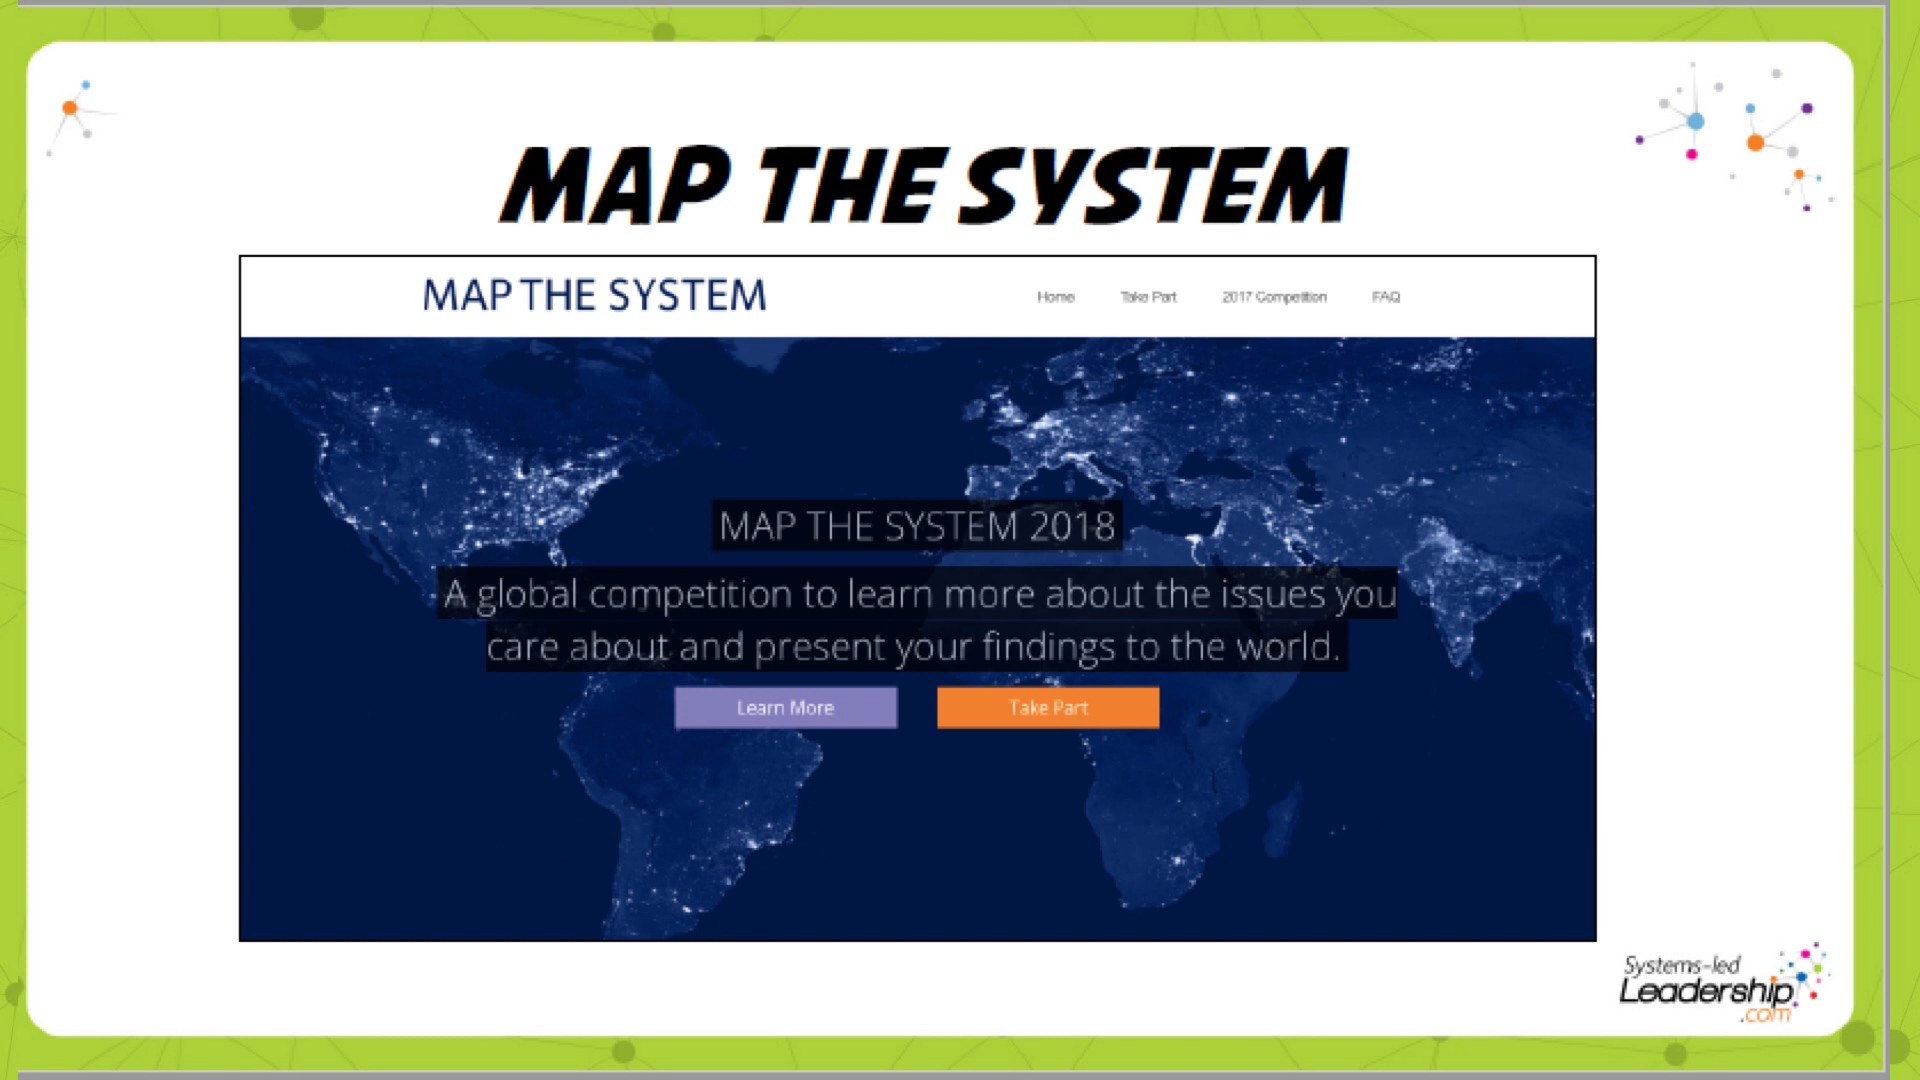 MAP THE SYSTEM
MAP THE SYSTEM
Home Take Part 2017 Competition FAQ
MAP THE SYSTEM 2018
A global competition to learn more about the issues you
care about and present your findings to the world.
Learn More Take Part
Systems-led
Leadership
.com